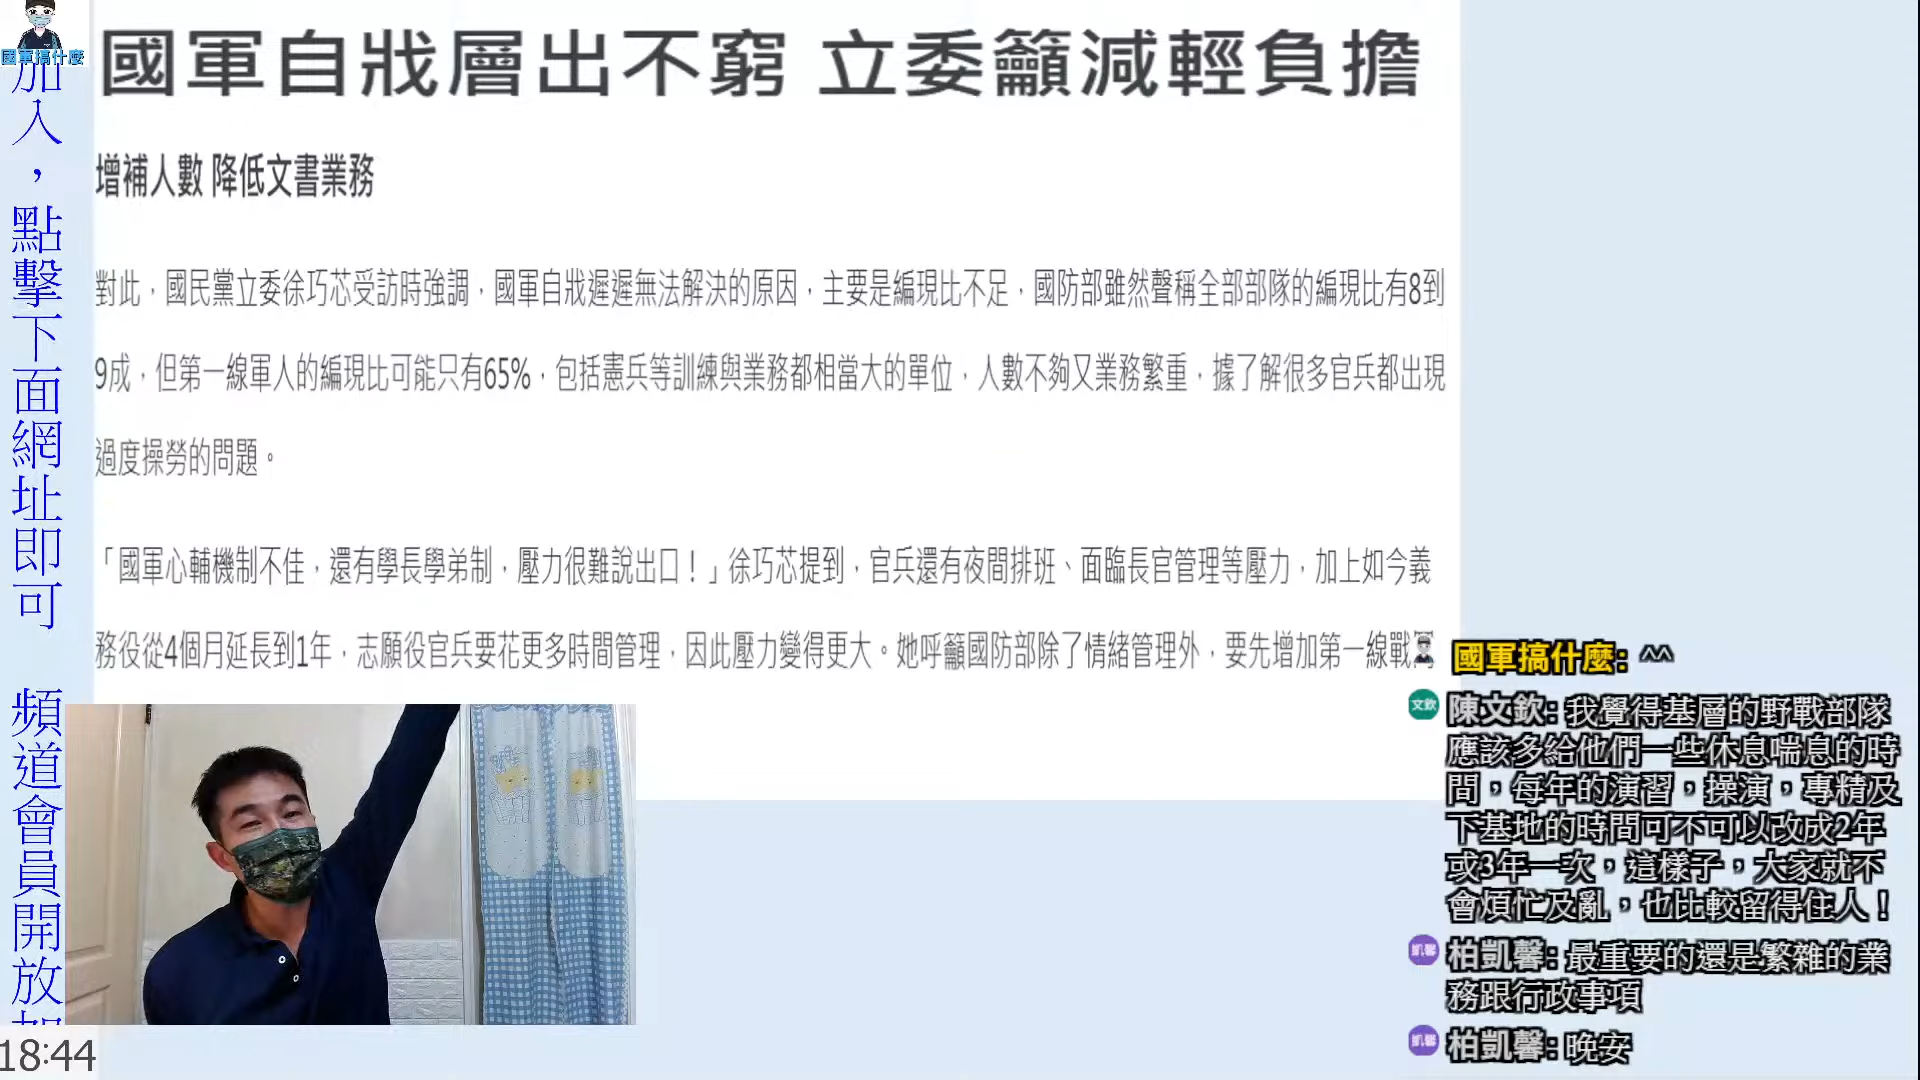 國軍搞什麼
加入，點擊下面網址即可 頻道會員開放
18:44
國軍自戕層出不窮 立委籲減輕負擔
增補人數 降低文書業務
對此，國民黨立委徐巧芯受訪時強調，國軍自戕遲遲無法解決的原因，主要是編現比不足，國防部雖然聲稱全部部隊的編現比有8到
9成，但第一線軍人的編現比可能只有65%，包括憲兵等訓練與業務都相當大的單位，人數不夠又業務繁重，據了解很多官兵都出現
過度操勞的問題。
「國軍心輔機制不佳，還有學長學弟制，壓力很難說出口！」徐巧芯提到，官兵還有夜間排班、面臨長官管理等壓力，加上如今義
務役從4個月延長到1年，志願役官兵要花更多時間管理，因此壓力變得更大。她呼籲國防部除了情緒管理外，要先增加第一線戰
國軍搞什麼: ^^
文欽 陳文欽: 我覺得基層的野戰部隊
應該多給他們一些休息喘息的時
間，每年的演習，操演，專精及
下基地的時間可不可以改成2年
或3年一次，這樣子，大家就不
會煩忙及亂，也比較留得住人！
凱馨 柏凱馨: 最重要的還是繁雜的業
務跟行政事項
凱馨 柏凱馨: 晚安